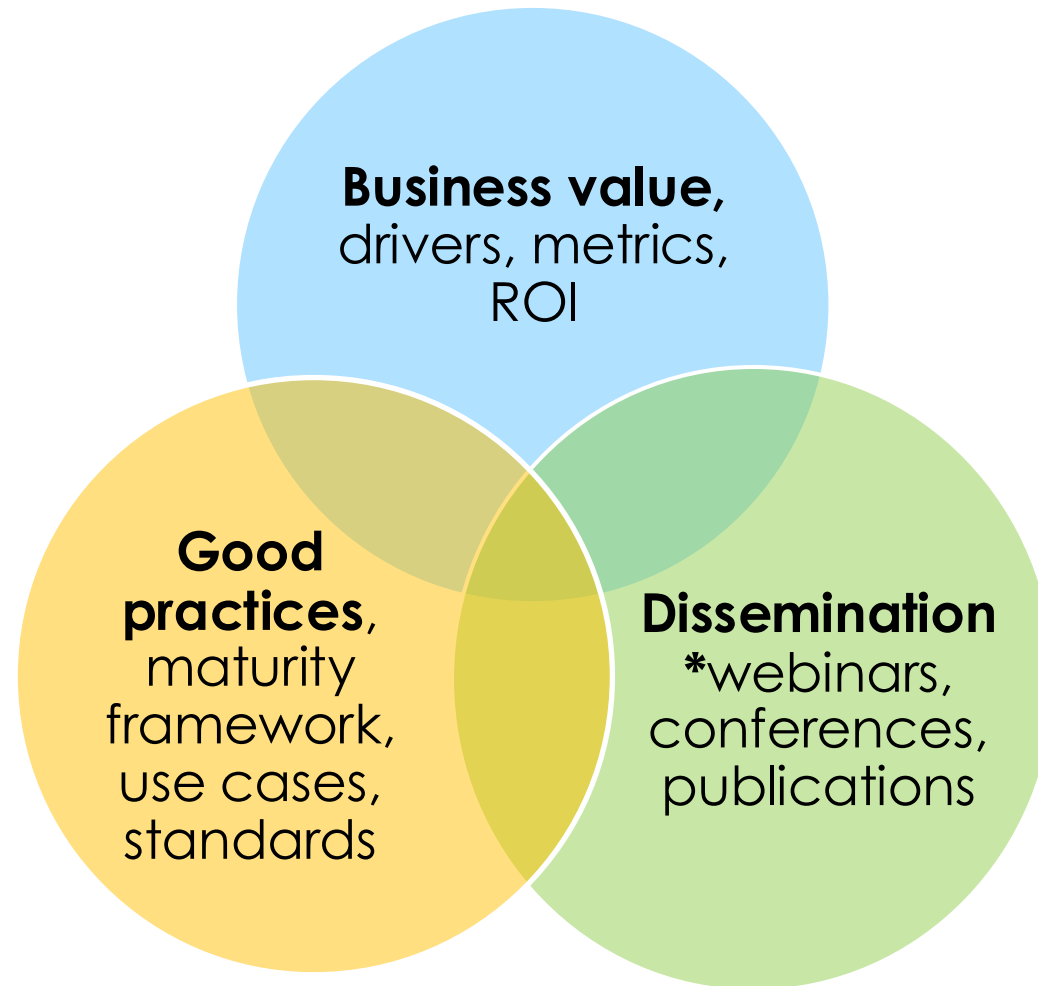 Business value,
drivers, metrics,
ROI
Good
practices,
maturity
framework,
use cases,
standards
Dissemination
*webinars,
conferences,
publications